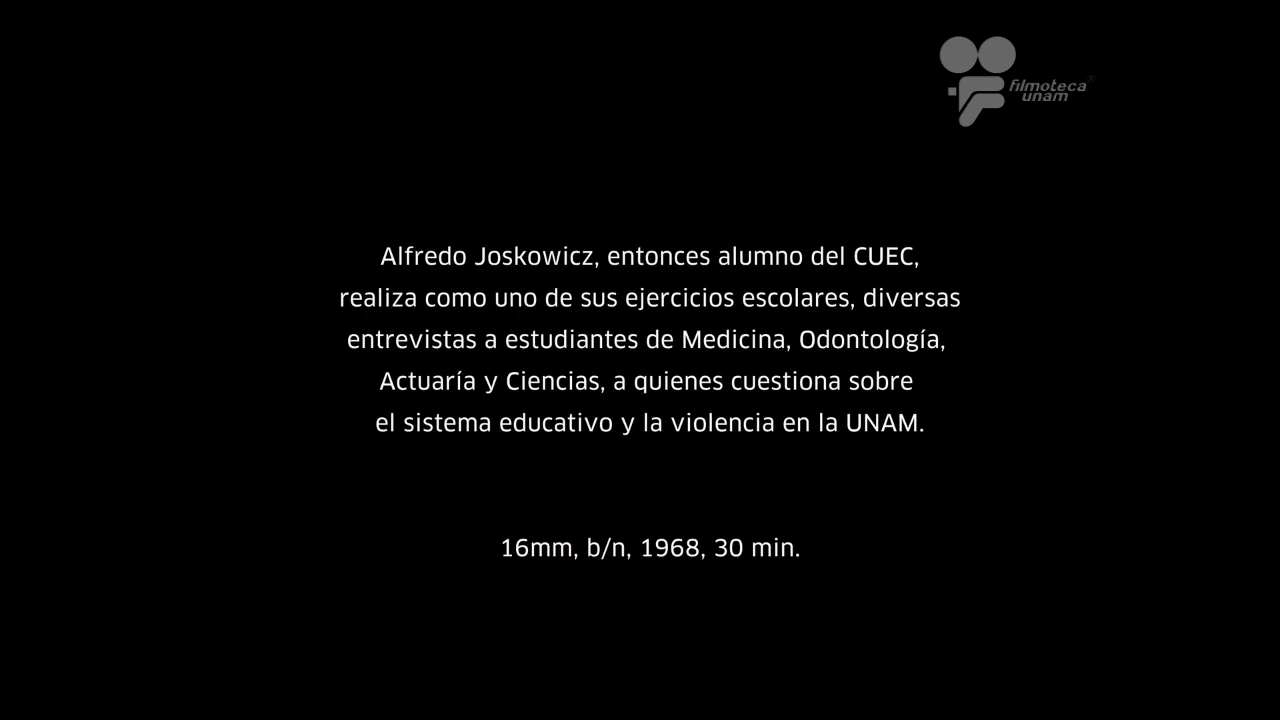 filmoteca
unam
Alfredo Joskowicz, entonces alumno del CUEC,
realiza como uno de sus ejercicios escolares, diversas
entrevistas a estudiantes de Medicina, Odontología,
Actuaría y Ciencias, a quienes cuestiona sobre
el sistema educativo y la violencia en la UNAM.
16mm, b/n, 1968, 30 min.